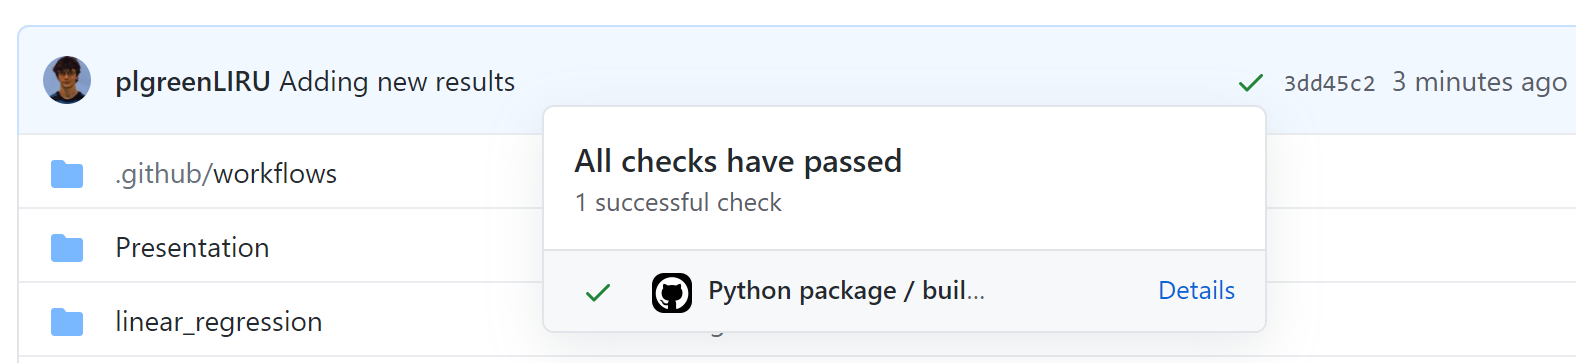 plgreenLIRU Adding new results
3dd45c2 3 minutes ago
All checks have passed
1 successful check
Python package / buil...
Details
.github/workflows
Presentation
linear_regression